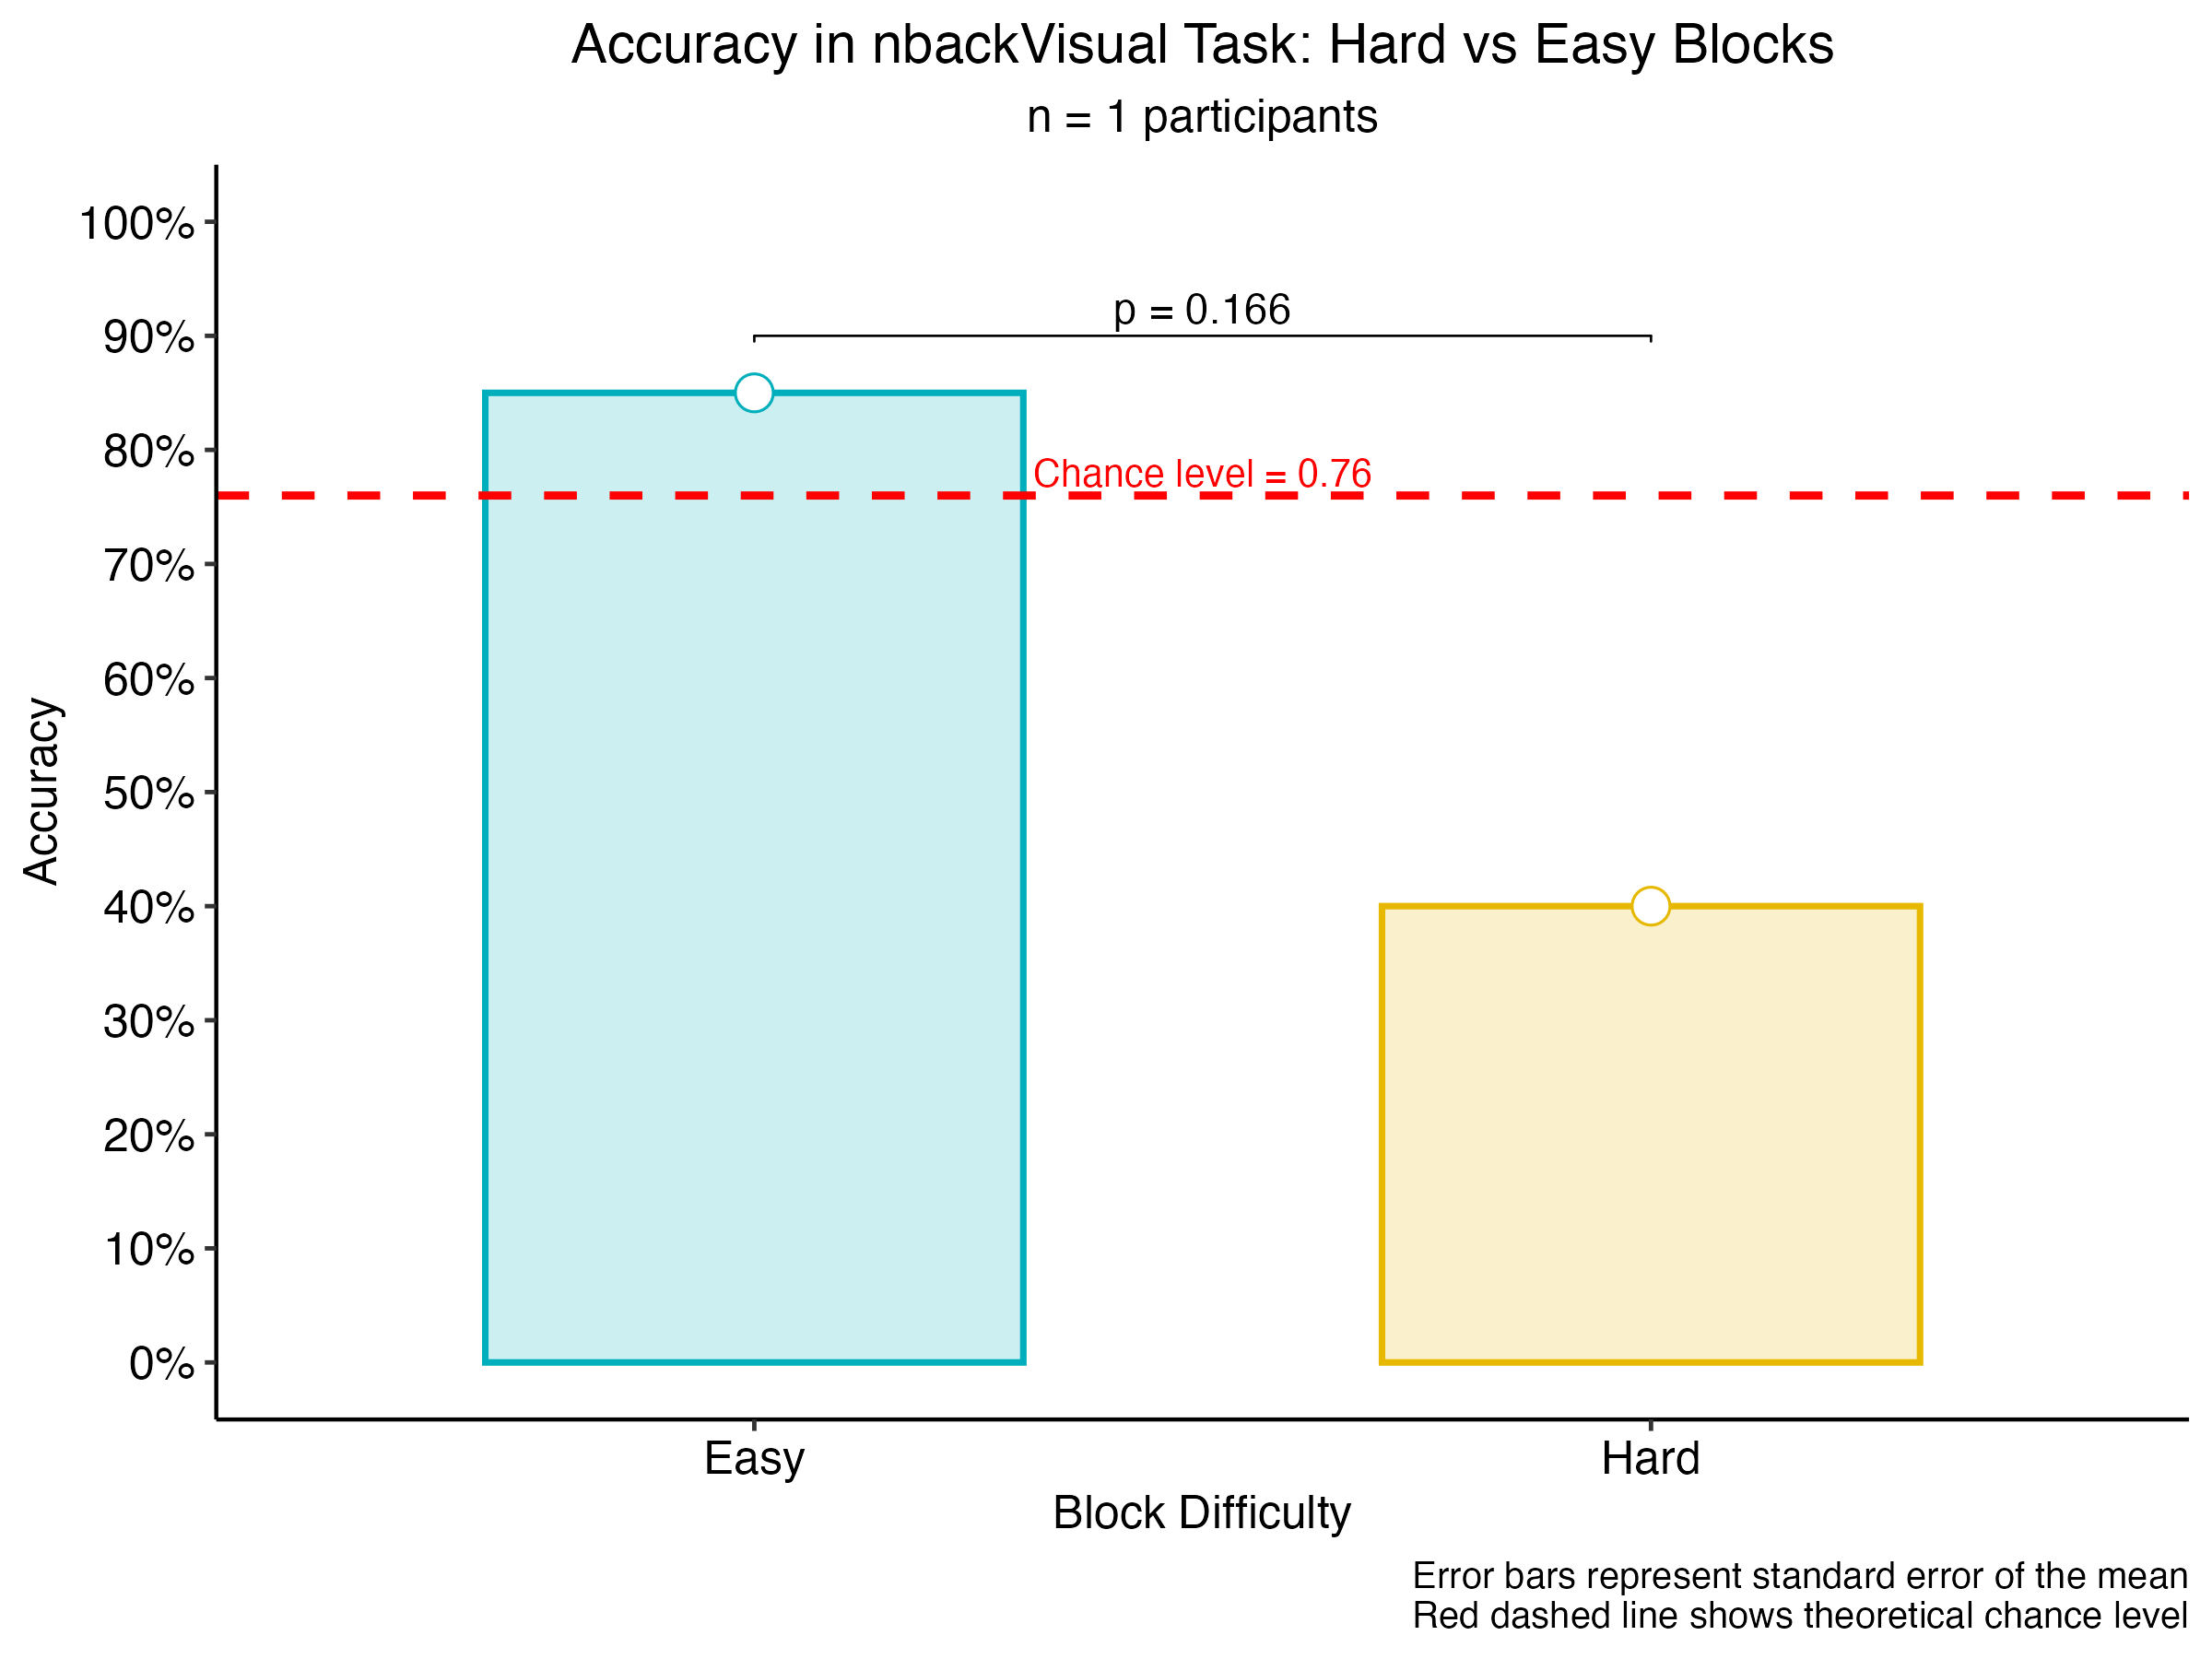 Accuracy in nbackVisual Task: Hard vs Easy Blocks
n = 1 participants
100%
90%
80%
70%
60%
50%
40%
30%
20%
10%
0%
Accuracy
p = 0.166
Chance level = 0.76
Easy
Hard
Block Difficulty
Error bars represent standard error of the mean
Red dashed line shows theoretical chance level